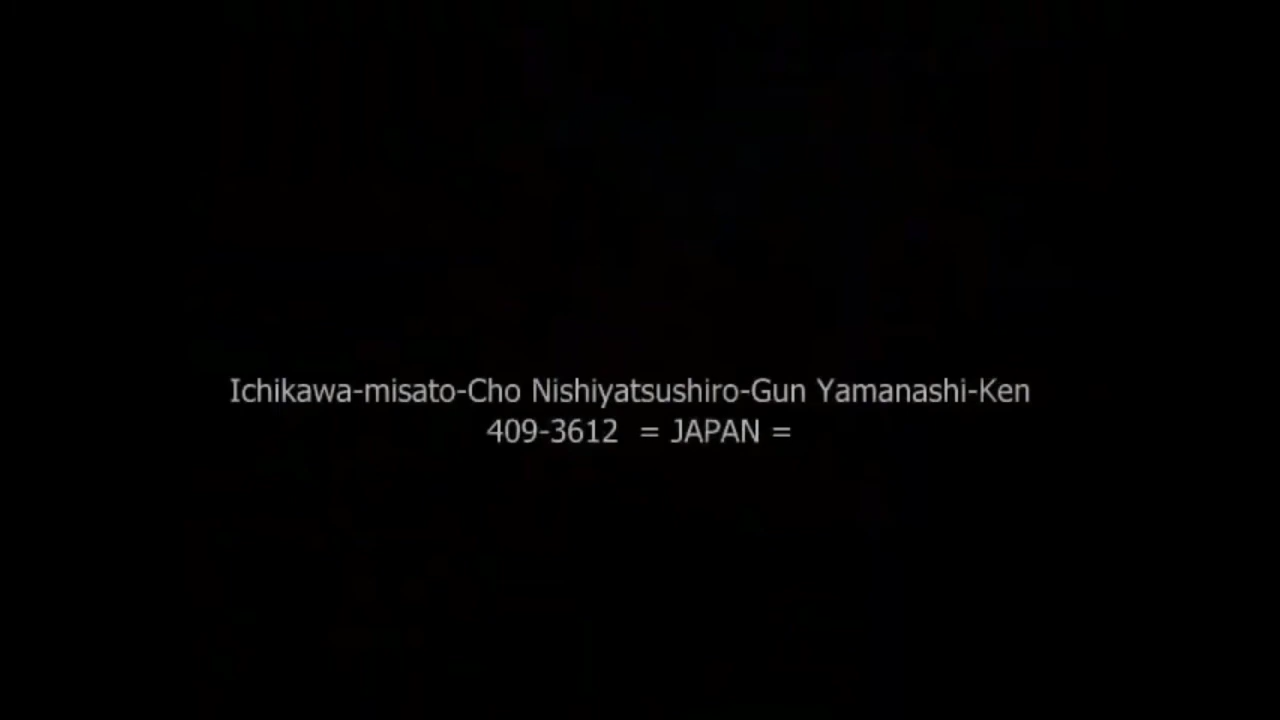 Ichikawa-misato-Cho Nishiyatsushiro-Gun Yamanashi-Ken
409-3612 = JAPAN =